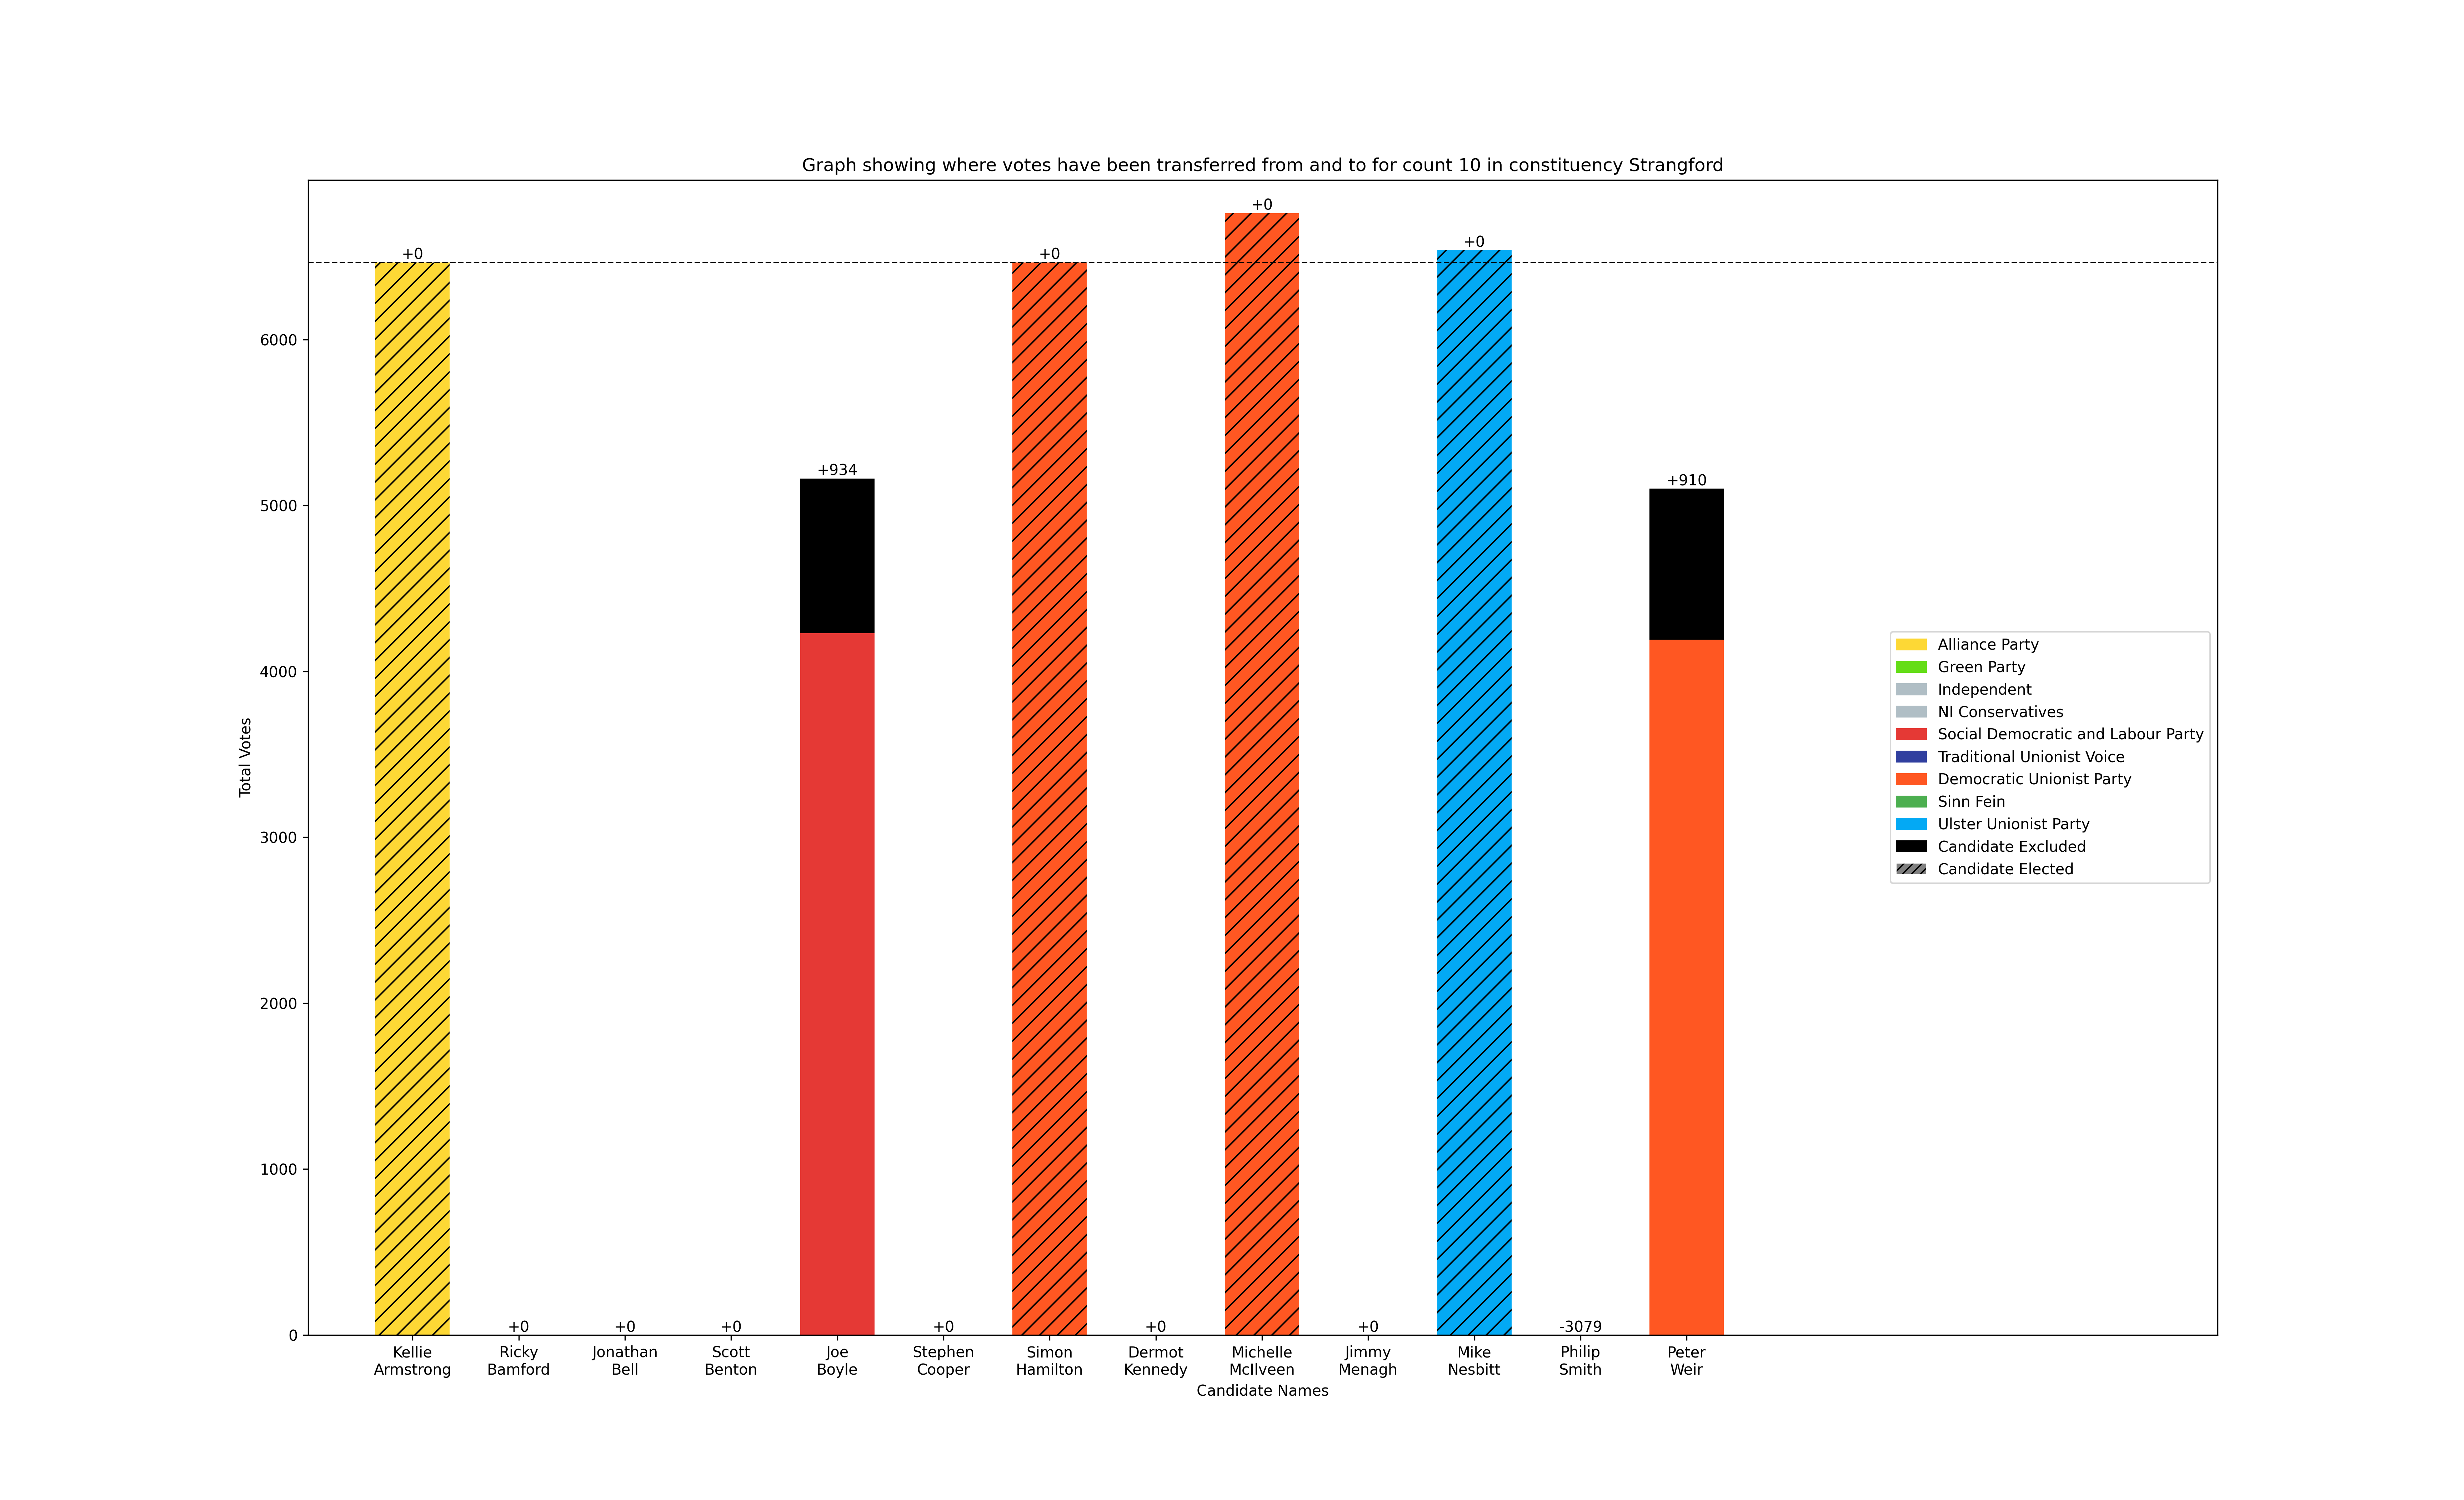 Graph showing where votes have been transferred from and to for count 10 in constituency Strangford
+0
+0
+0
+0
+934
+910
+0
+0
+0
+0
+0
+0
-3079
6000
5000
4000
3000
2000
1000
0
Total Votes
Kellie
Armstrong
Ricky
Bamford
Jonathan
Bell
Scott
Benton
Joe
Boyle
Stephen
Cooper
Simon
Hamilton
Dermot
Kennedy
Michelle
McIlveen
Jimmy
Menagh
Mike
Nesbitt
Philip
Smith
Peter
Weir
Candidate Names
Alliance Party
Green Party
Independent
NI Conservatives
Social Democratic and Labour Party
Traditional Unionist Voice
Democratic Unionist Party
Sinn Fein
Ulster Unionist Party
Candidate Excluded
Candidate Elected